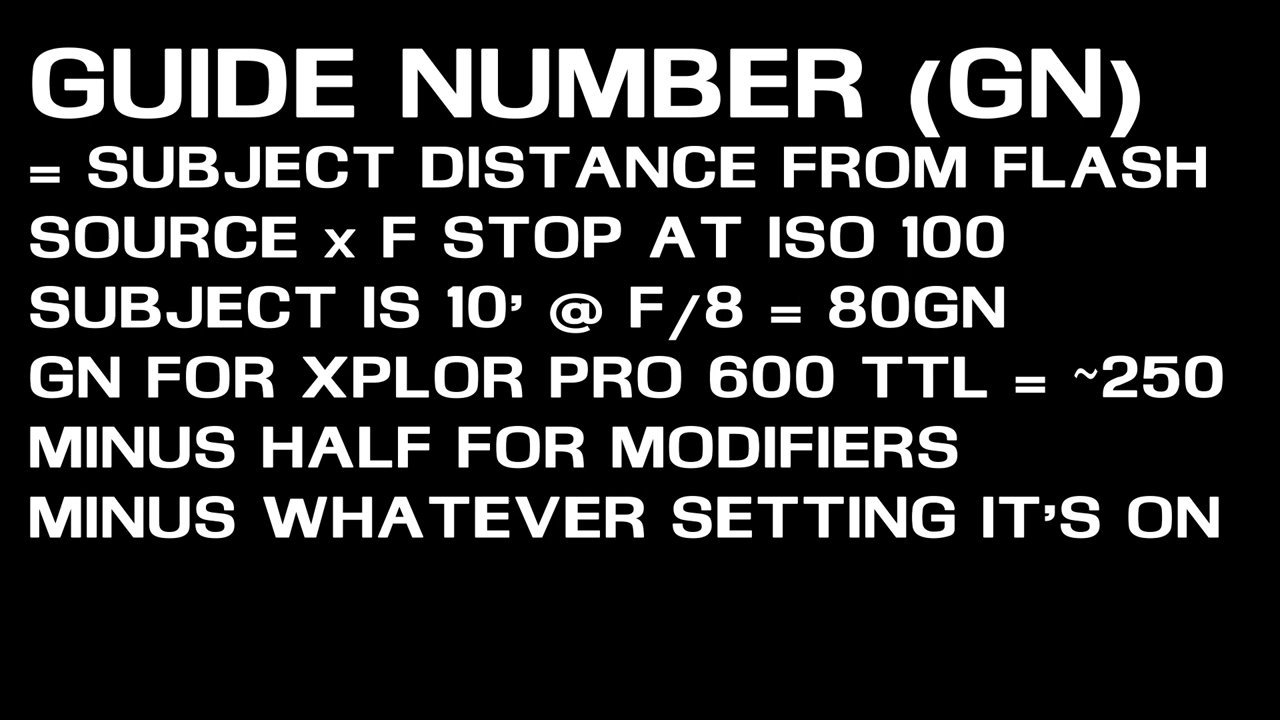 GUIDE NUMBER (GN)
= SUBJECT DISTANCE FROM FLASH
SOURCE x F STOP AT ISO 100
SUBJECT IS 10’ @ F/8 = 80GN
GN FOR XPLOR PRO 600 TTL = ~250
MINUS HALF FOR MODIFIERS
MINUS WHATEVER SETTING IT’S ON